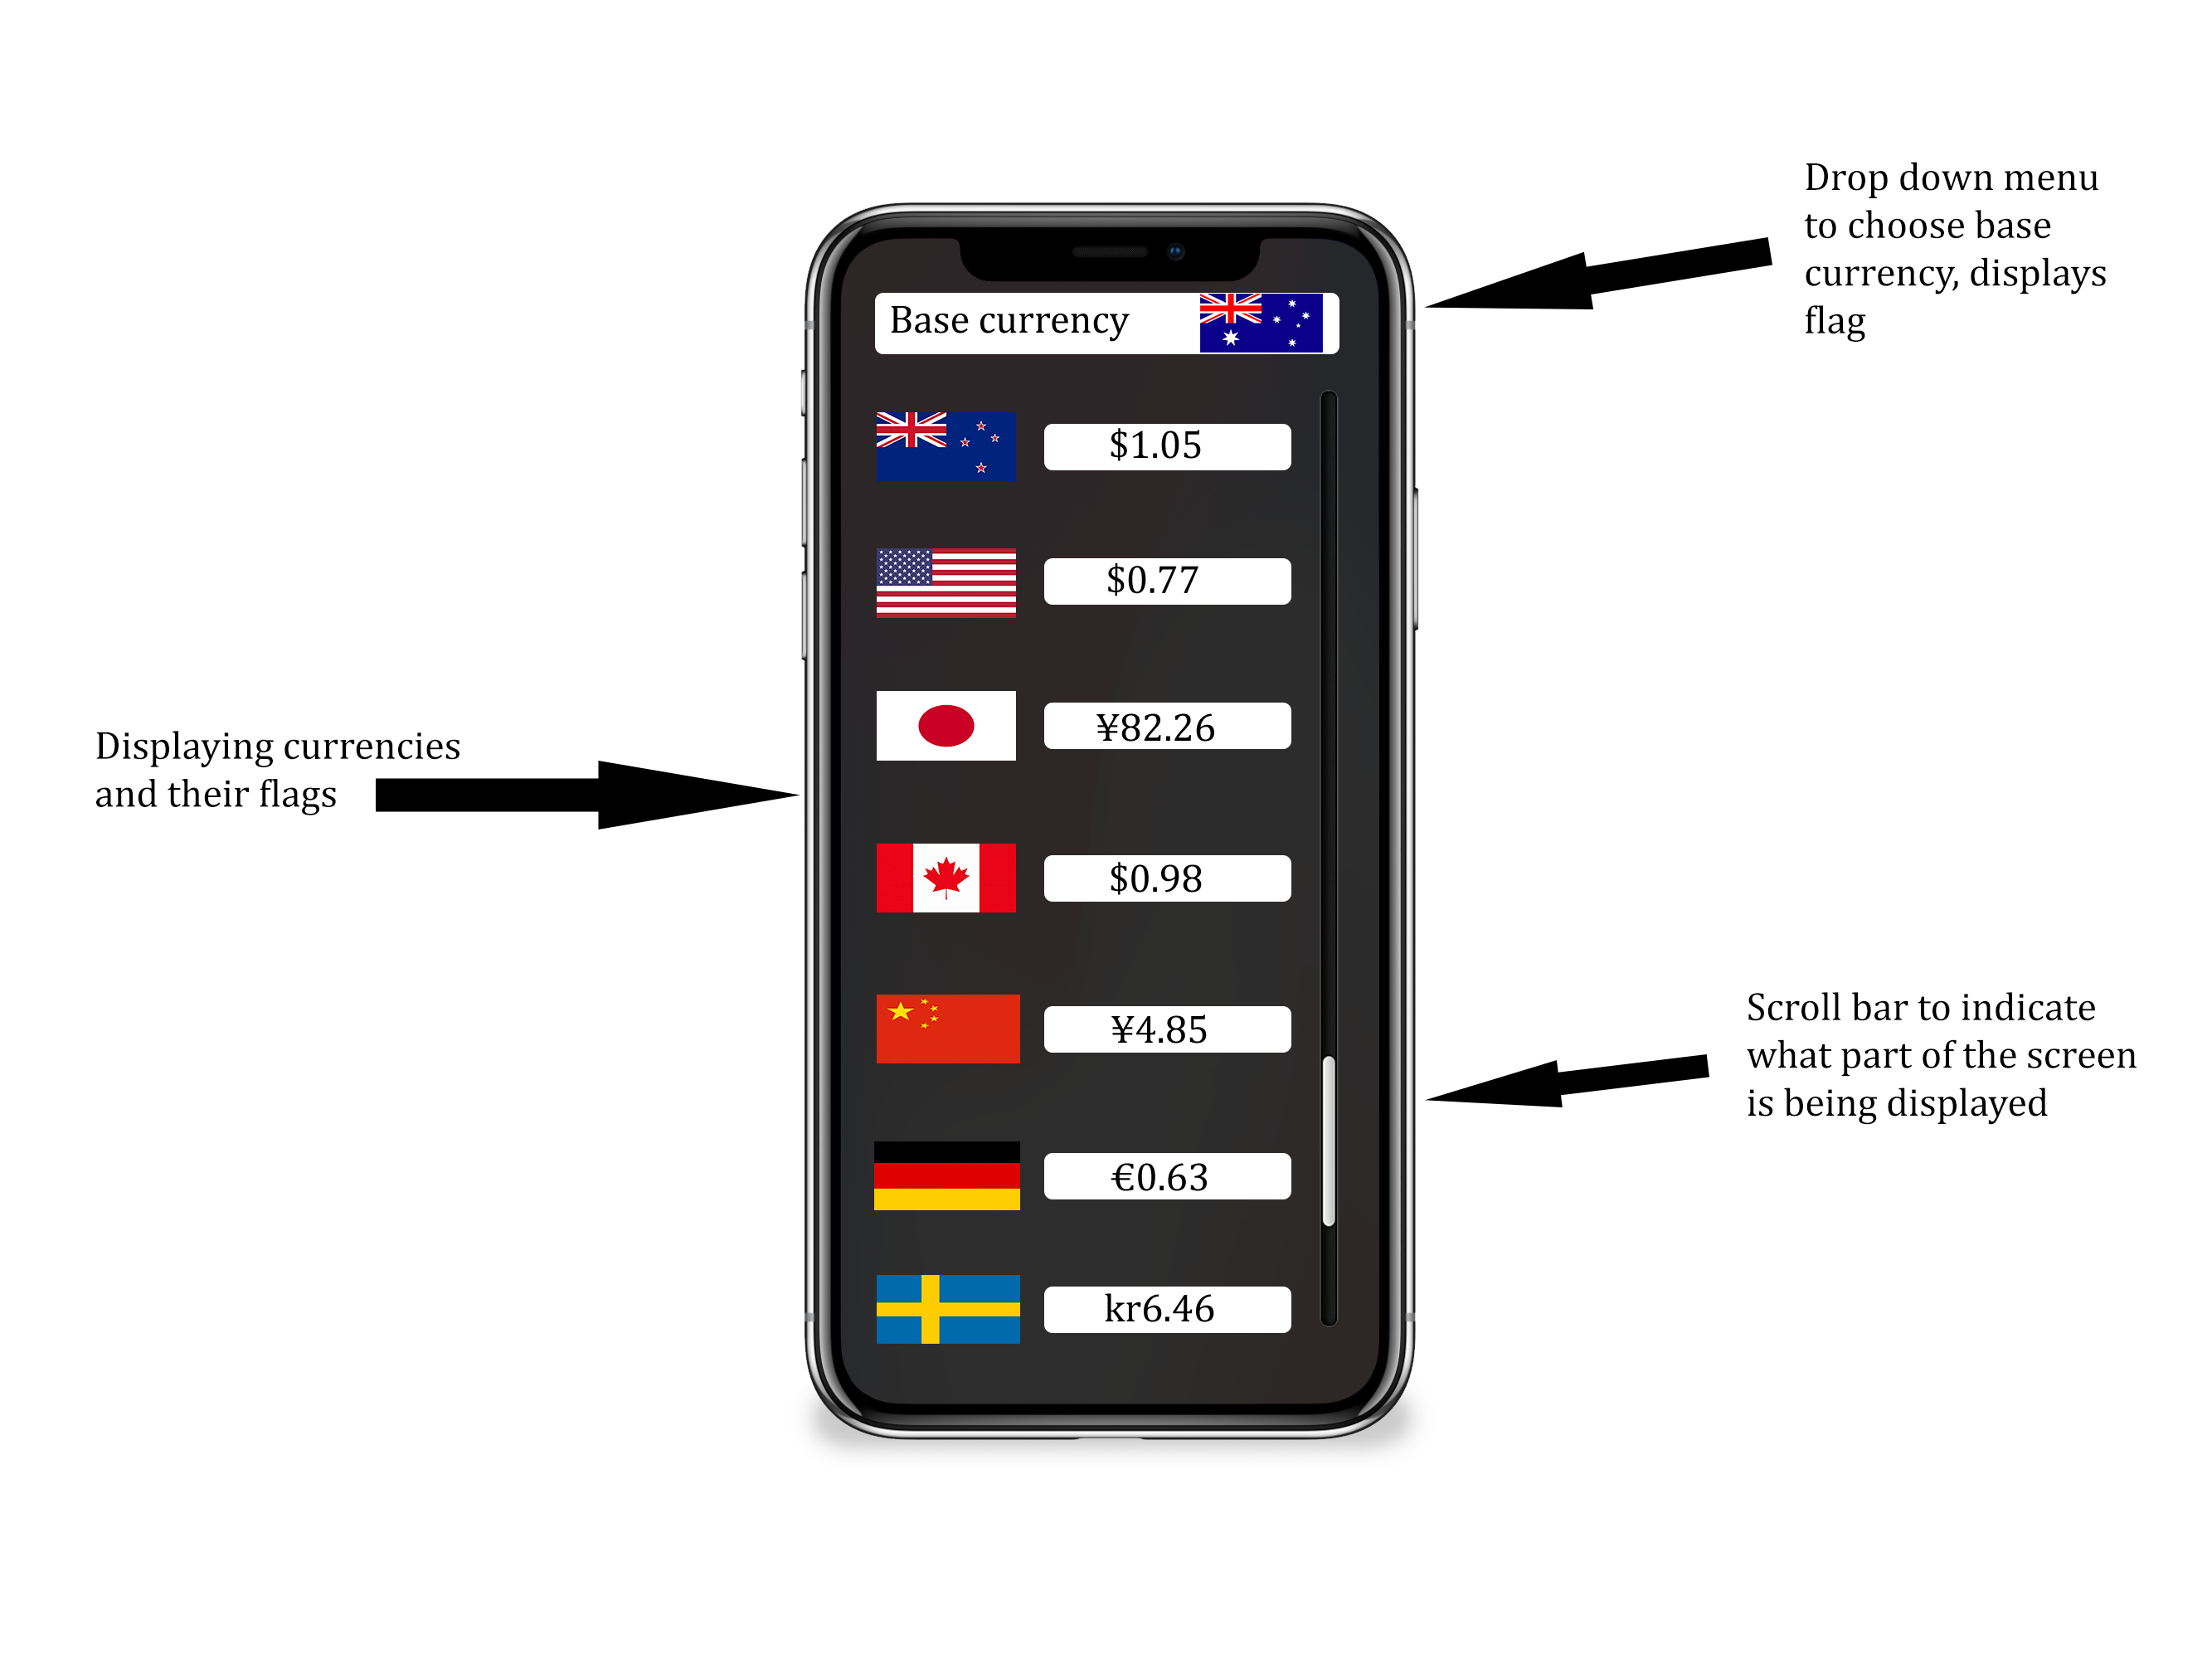 Drop down menu
to choose base
currency, displays
flag
Base currency
$1.05
$0.77
¥82.26
Displaying currencies
and their flags
$0.98
¥4.85
Scroll bar to indicate
what part of the screen
is being displayed
€0.63
kr6.46